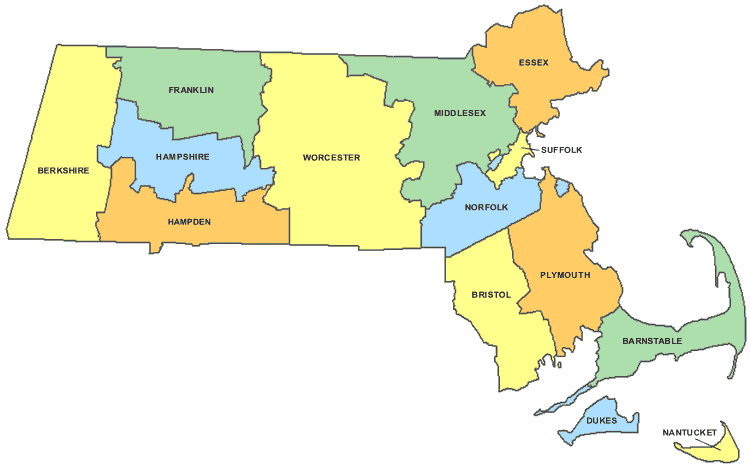 ESSEX
FRANKLIN
MIDDLESEX
SUFFOLK
HAMPSHIRE
WORCESTER
BERKSHIRE
NORFOLK
HAMPDEN
PLYMOUTH
BRISTOL
BARNSTABLE
DUKES
NANTUCKET